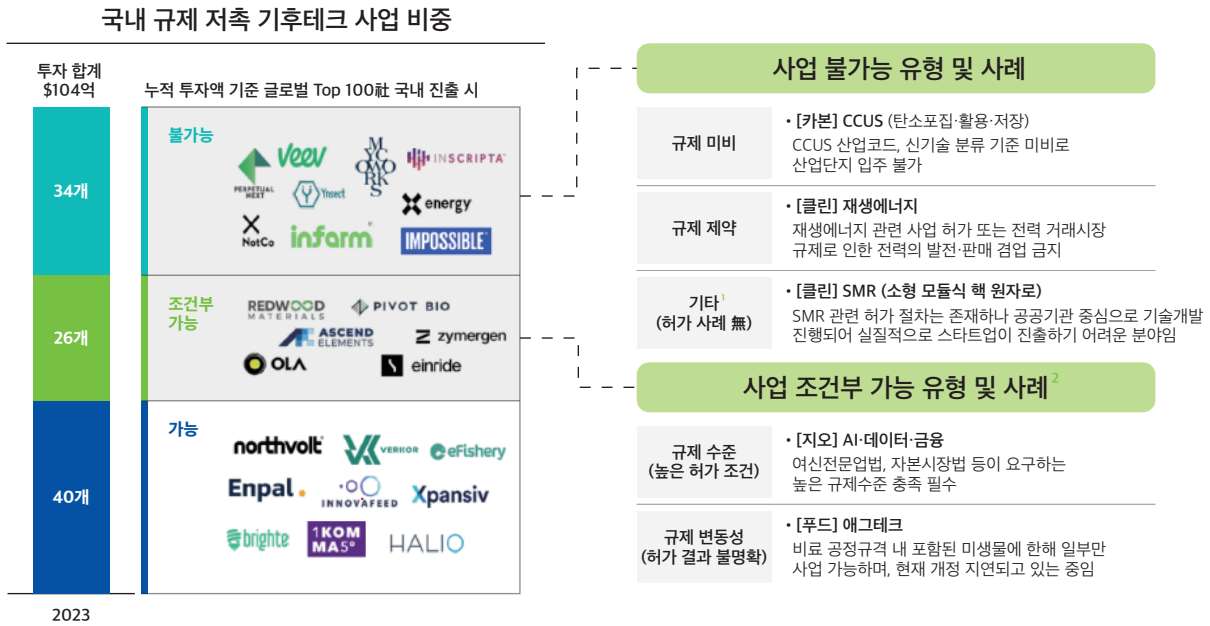 국내 규제 저촉 기후테크 사업 비중
투자 합계
$104억
누적 투자액 기준 글로벌 Top 100社 국내 진출 시
34개
26개
40개
2023
불가능
PERPETUAL
NEXT
Veev
MYCOWORKS
INSCRIPTA
Ÿnsect
X energy
NotCo
infarm
IMPOSSIBLE
조건부
가능
REDWOOD
MATERIALS
PIVOT BIO
ASCEND
ELEMENTS
zymergen
OLA
einride
가능
northvolt
VERKOR
eFishery
Enpal.
INNOVAFEED
Xpansiv
brighte
1KOM
MA5°
HALIO
사업 불가능 유형 및 사례
규제 미비
• [카본] CCUS (탄소포집·활용·저장)
CCUS 산업코드, 신기술 분류 기준 미비로
산업단지 입주 불가
규제 제약
• [클린] 재생에너지
재생에너지 관련 사업 허가 또는 전력 거래시장
규제로 인한 전력의 발전·판매 겸업 금지
기타1
(허가 사례 無)
• [클린] SMR (소형 모듈식 핵 원자로)
SMR 관련 허가 절차는 존재하나 공공기관 중심으로 기술개발
진행되어 실질적으로 스타트업이 진출하기 어려운 분야임
사업 조건부 가능 유형 및 사례2
규제 수준
(높은 허가 조건)
• [지오] AI·데이터·금융
여신전문업법, 자본시장법 등이 요구하는
높은 규제수준 충족 필수
규제 변동성
(허가 결과 불명확)
• [푸드] 애그테크
비료 공정규격 내 포함된 미생물에 한해 일부만
사업 가능하며, 현재 개정 지연되고 있는 중임